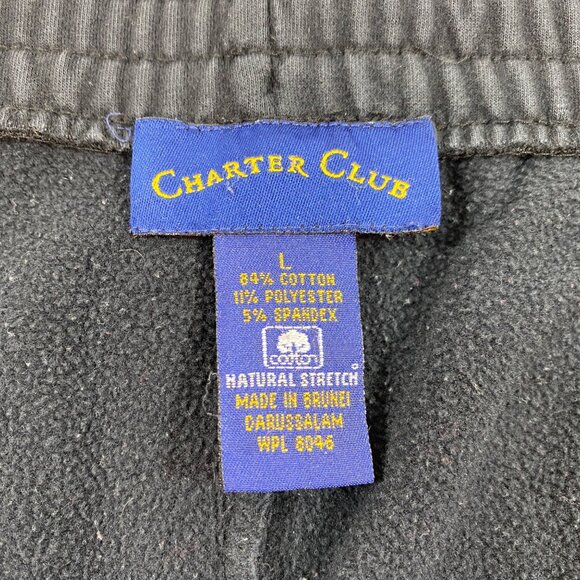 CHARTER CLUB
L
84% COTTON
11% POLYESTER
5% SPANDEX
cotton
NATURAL STRETCH
MADE IN BRUNEI
DARUSSALAM
WPL 8046